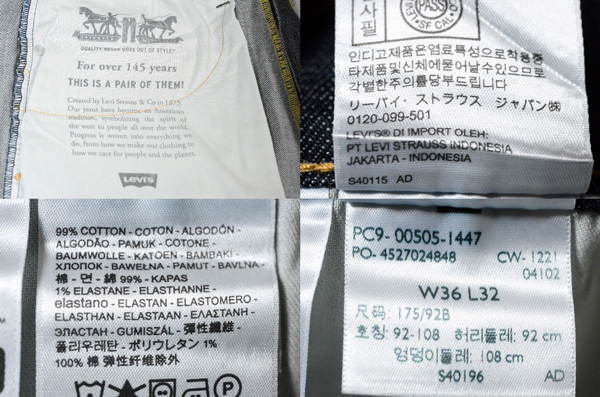 QUALITY NEVER GOES OUT OF STYLE®
For over 145 years
THIS IS A PAIR OF THEM!
Created by Levi Strauss & Co in 1873.
Our jeans have become an American
tradition, symbolizing the spirit of
the west to people all over the world.
Progress is woven into everything we
do, from how we make our clothing to
how we care for people and the planet.
LEVI'S
사필
PASS
SF CAL
인디고제품은염료특성으로착용중
타제품및신체에묻어날수있으므로
각별한주의를당부드립니다
リーバイ・ストラウス ジャパン㈱
0120-099-501
LEVI'S® DI IMPORT OLEH:
PT LEVI STRAUSS INDONESIA
JAKARTA - INDONESIA
S40115 AD
99% COTTON - COTON - ALGODÓN -
ALGODÃO - PAMUK - COTONE -
BAUMWOLLE - KATOEN - BAMBAKI -
ХЛОПОК - BAWEŁNA - PAMUT - BAVLNA -
棉 - 면 - 綿 99% - KAPAS
1% ELASTANE - ELASTHANNE -
elastano - ELASTAN - ELASTOMERO -
ELASTHAN - ELASTAAN - ΕΛΑΣΤΑΝΗ -
ЭЛАСТАН - GUMISZÁL - 彈性纖維 -
폴리우레탄 - ポリウレタン 1%
100% 棉 弹性纤维除外
P
PC9- 00505-1447
PO- 4527024848 CW- 1221
04102
W36 L32
尺码: 175/92B
호칭: 92-108 허리둘레: 92 cm
엉덩이둘레: 108 cm
S40196 AD